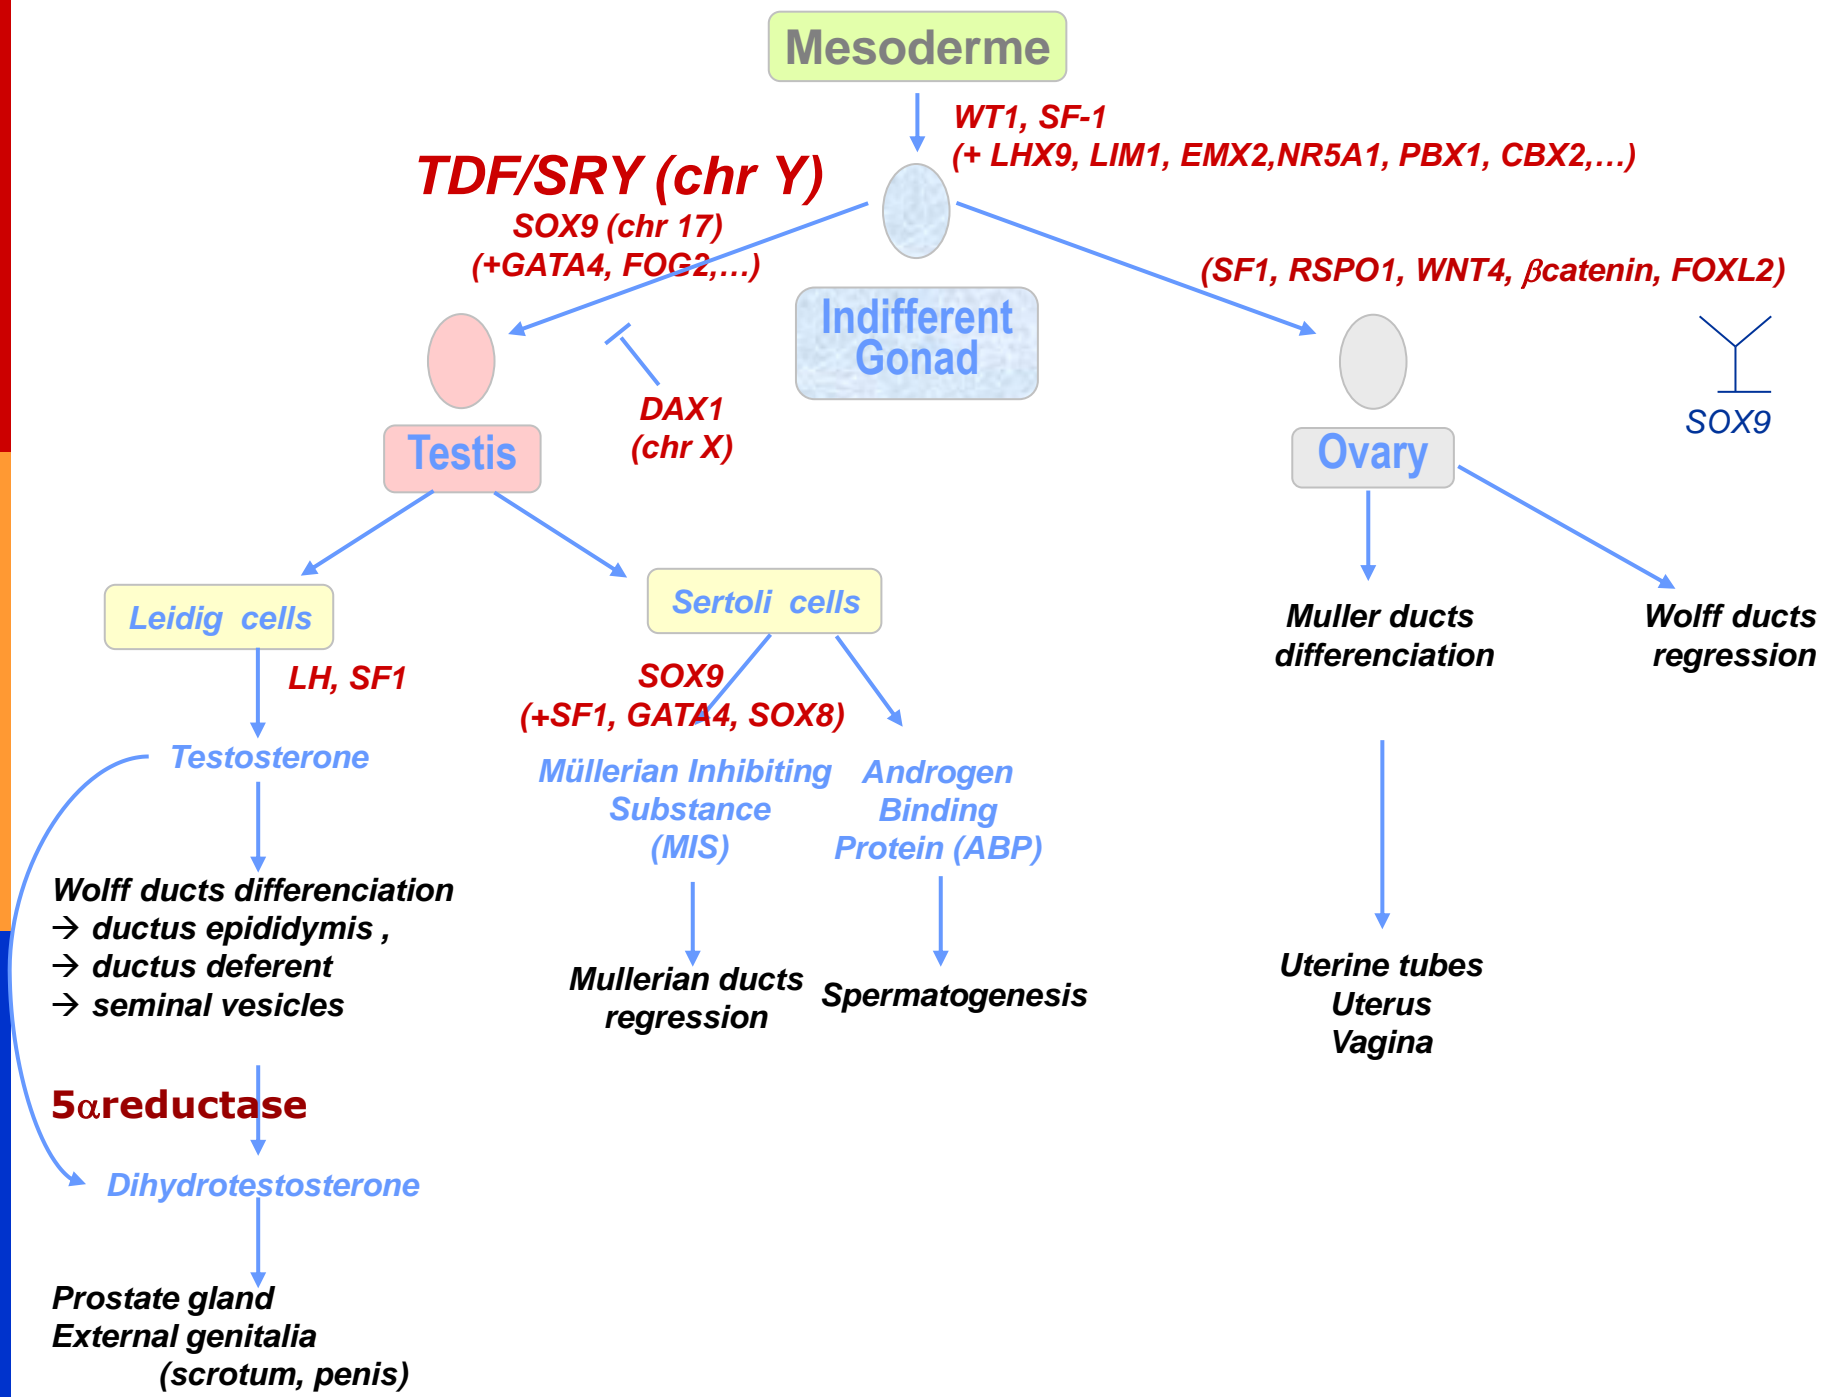 Mesoderme
WT1, SF-1
(+ LHX9, LIM1, EMX2,NR5A1, PBX1, CBX2,...)
TDF/SRY (chr Y)
SOX9 (chr 17)
(+GATA4, FOG2,...)
(SF1, RSPO1, WNT4, βcatenin, FOXL2)
Indifferent
Gonad
DAX1
(chr X)
SOX9
Testis
Ovary
Leidig cells
Sertoli cells
Muller ducts
differenciation
Wolff ducts
regression
LH, SF1
SOX9
(+SF1, GATA4, SOX8)
Testosterone
Müllerian Inhibiting
Substance
(MIS)
Androgen
Binding
Protein (ABP)
Wolff ducts differenciation
→ ductus epididymis ,
→ ductus deferent
→ seminal vesicles
Mullerian ducts
regression
Spermatogenesis
Uterine tubes
Uterus
Vagina
5αreductase
Dihydrotestosterone
Prostate gland
External genitalia
(scrotum, penis)